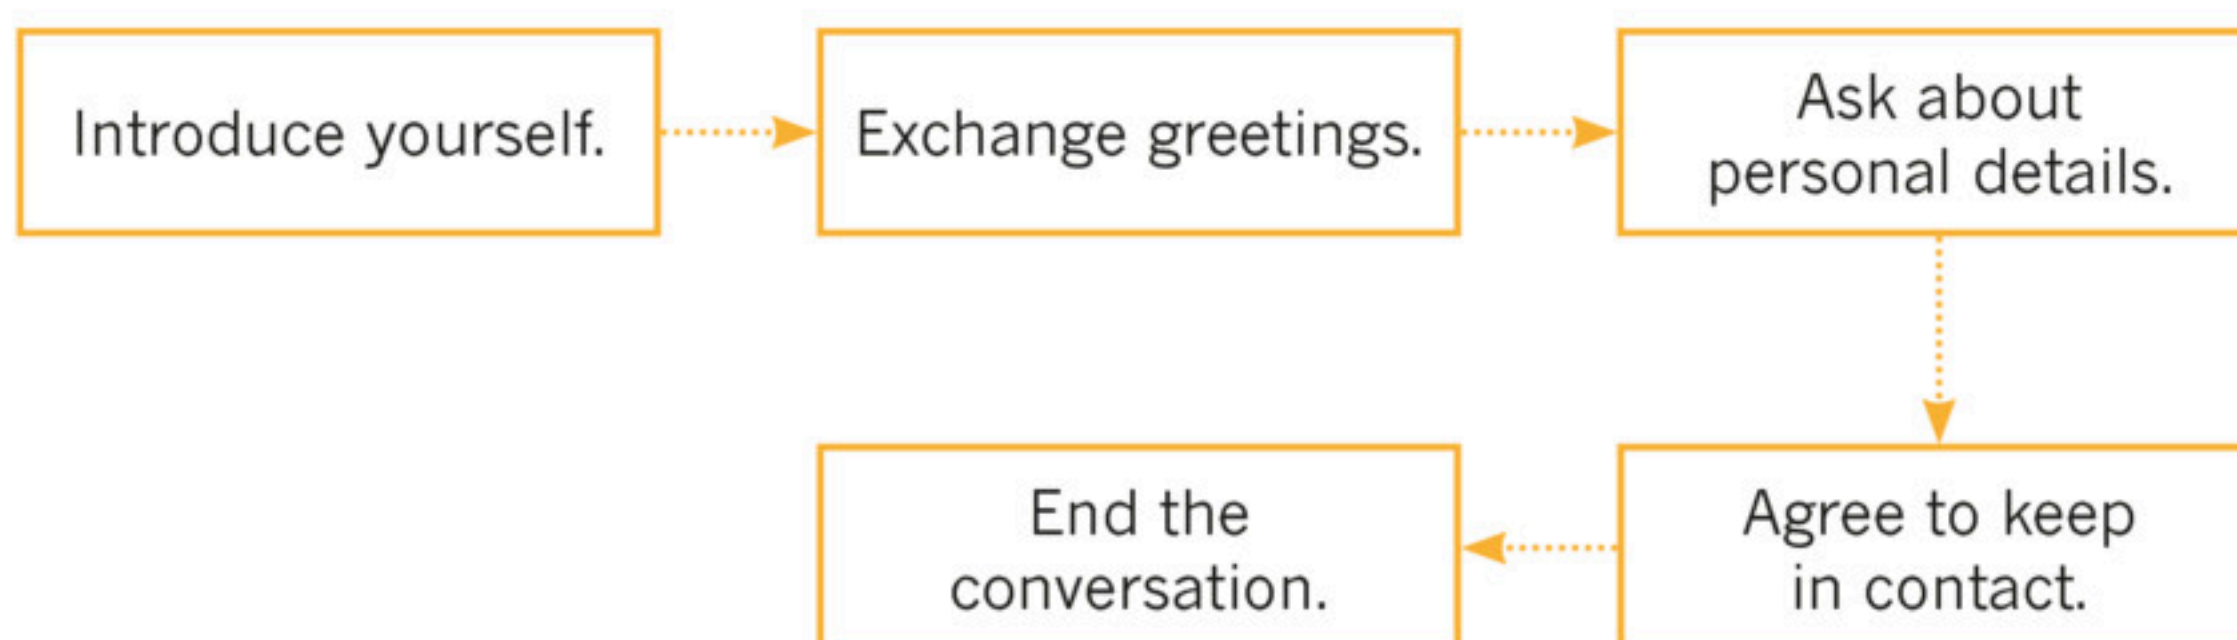 Introduce yourself.
Exchange greetings.
Ask about
personal details.
Agree to keep
in contact.
End the
conversation.